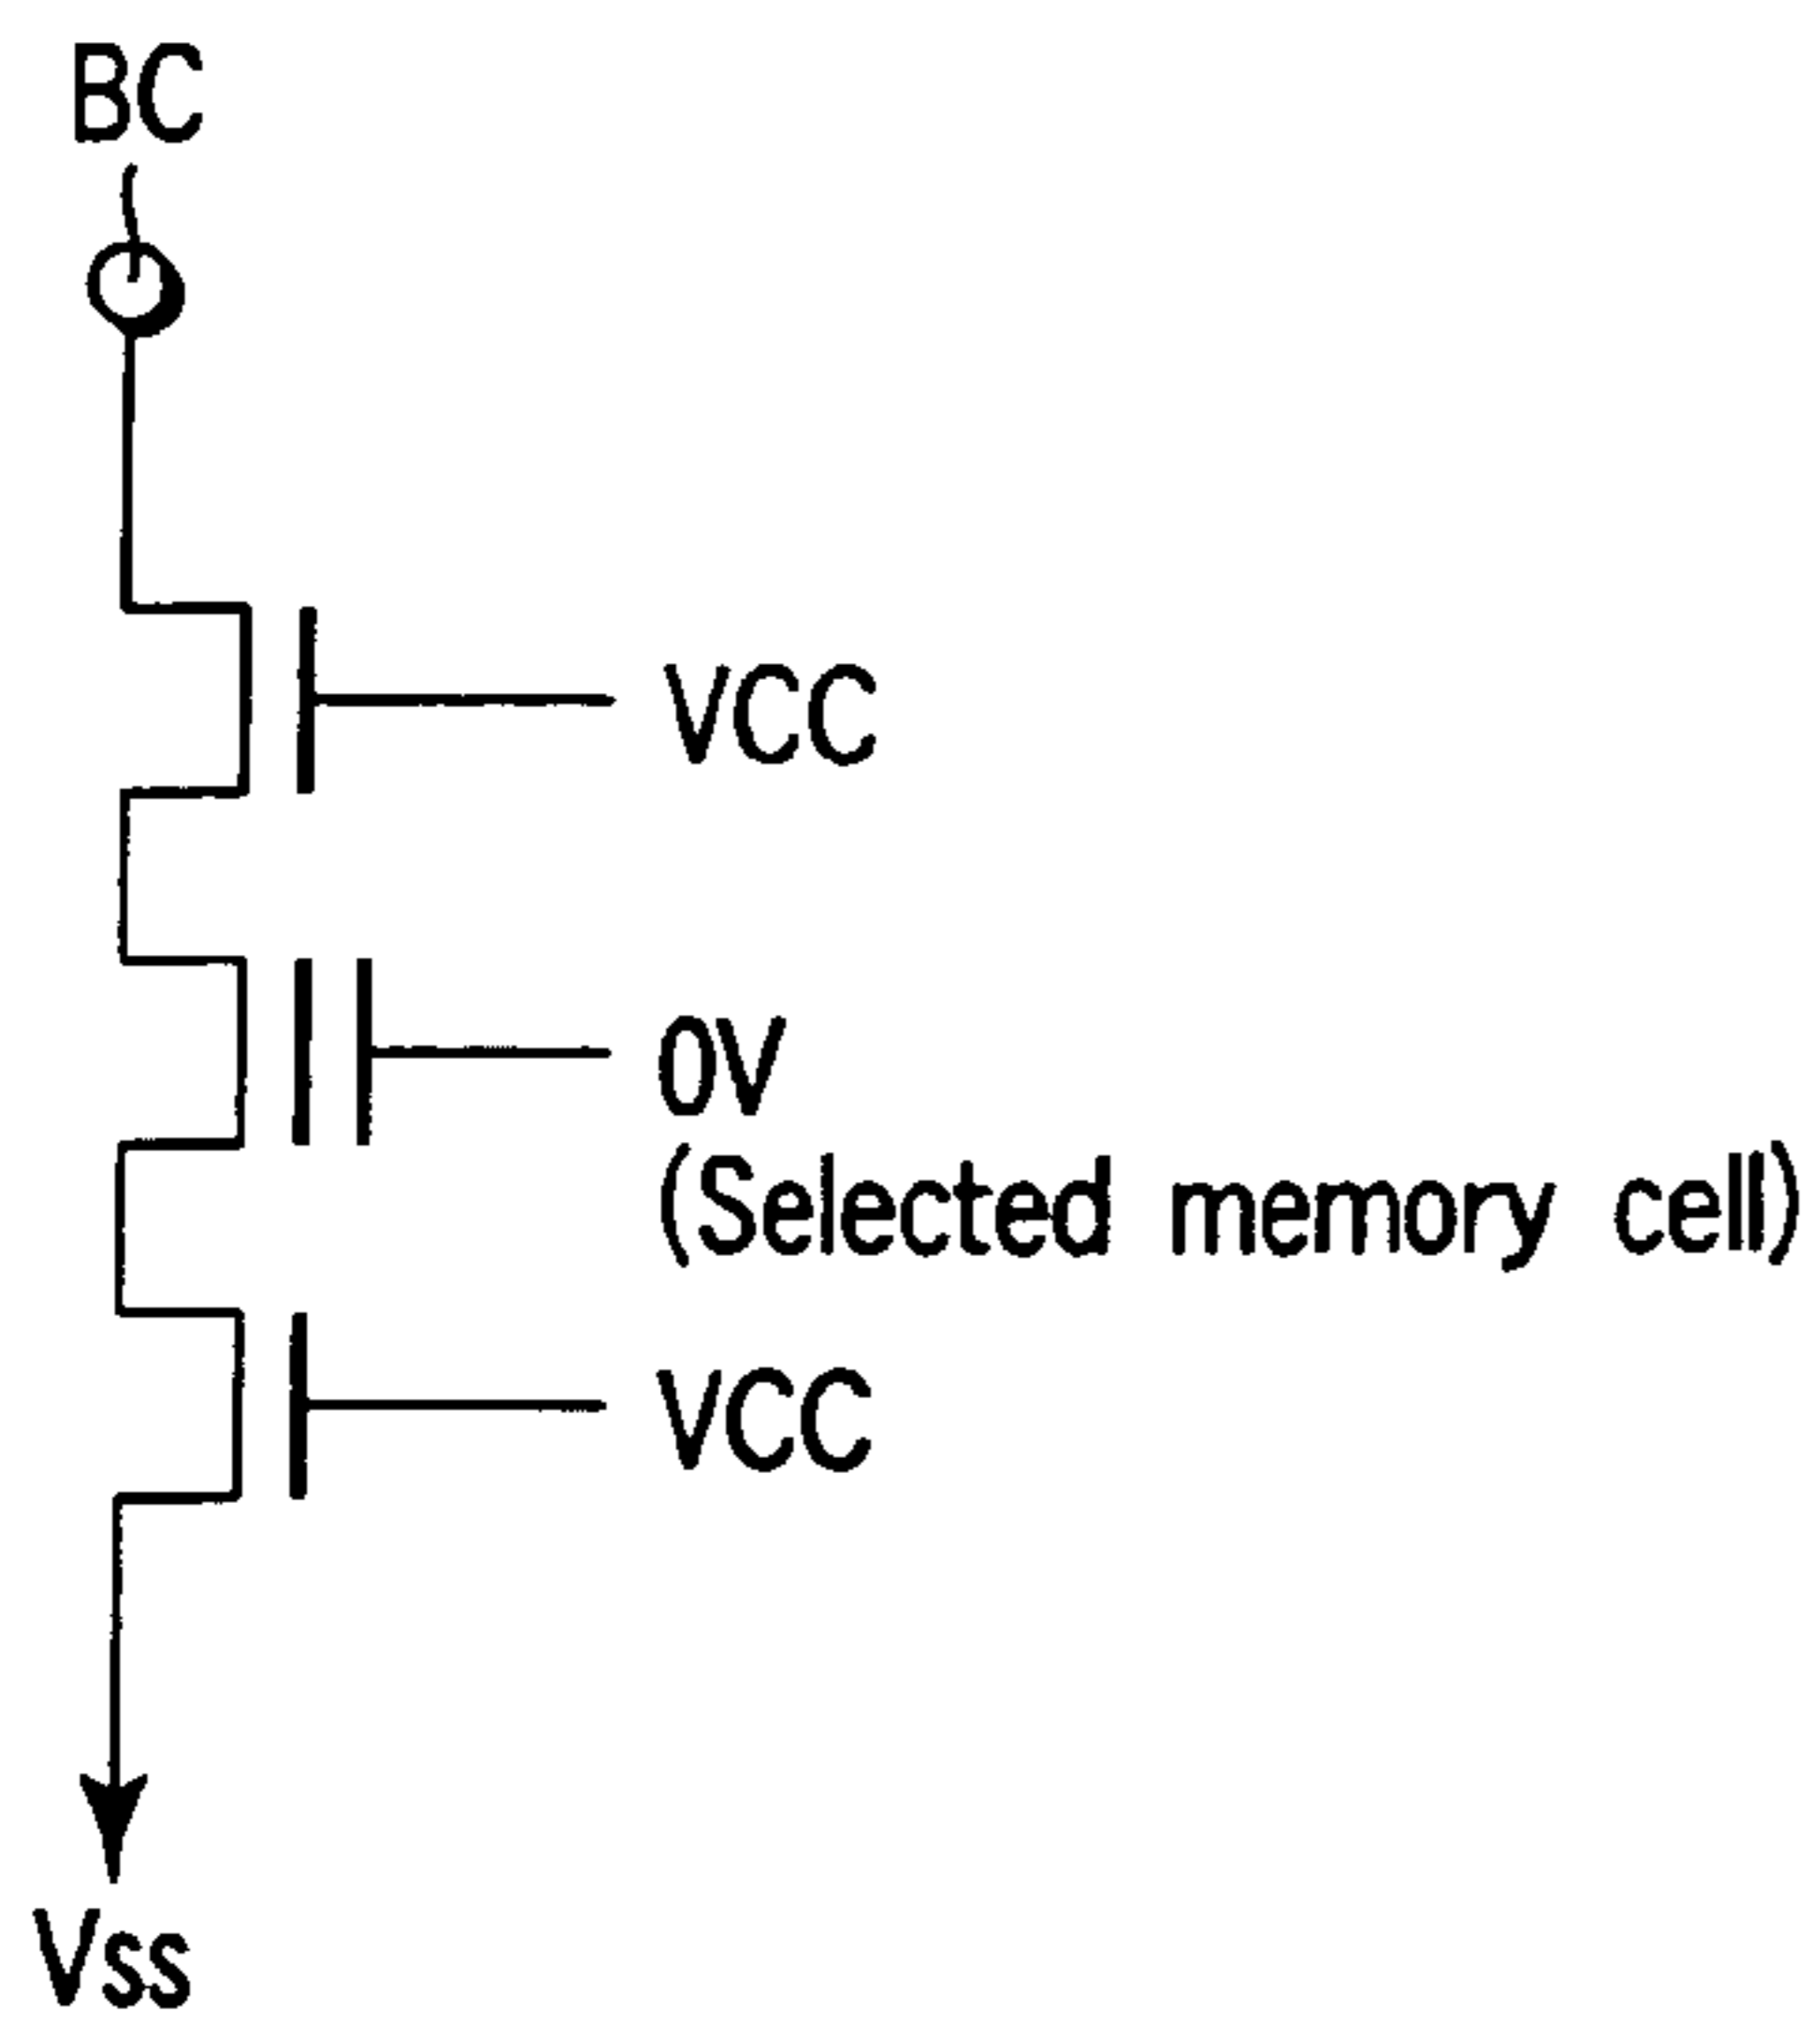 BC
VCC
0V
(Selected memory cell)
VCC
Vss